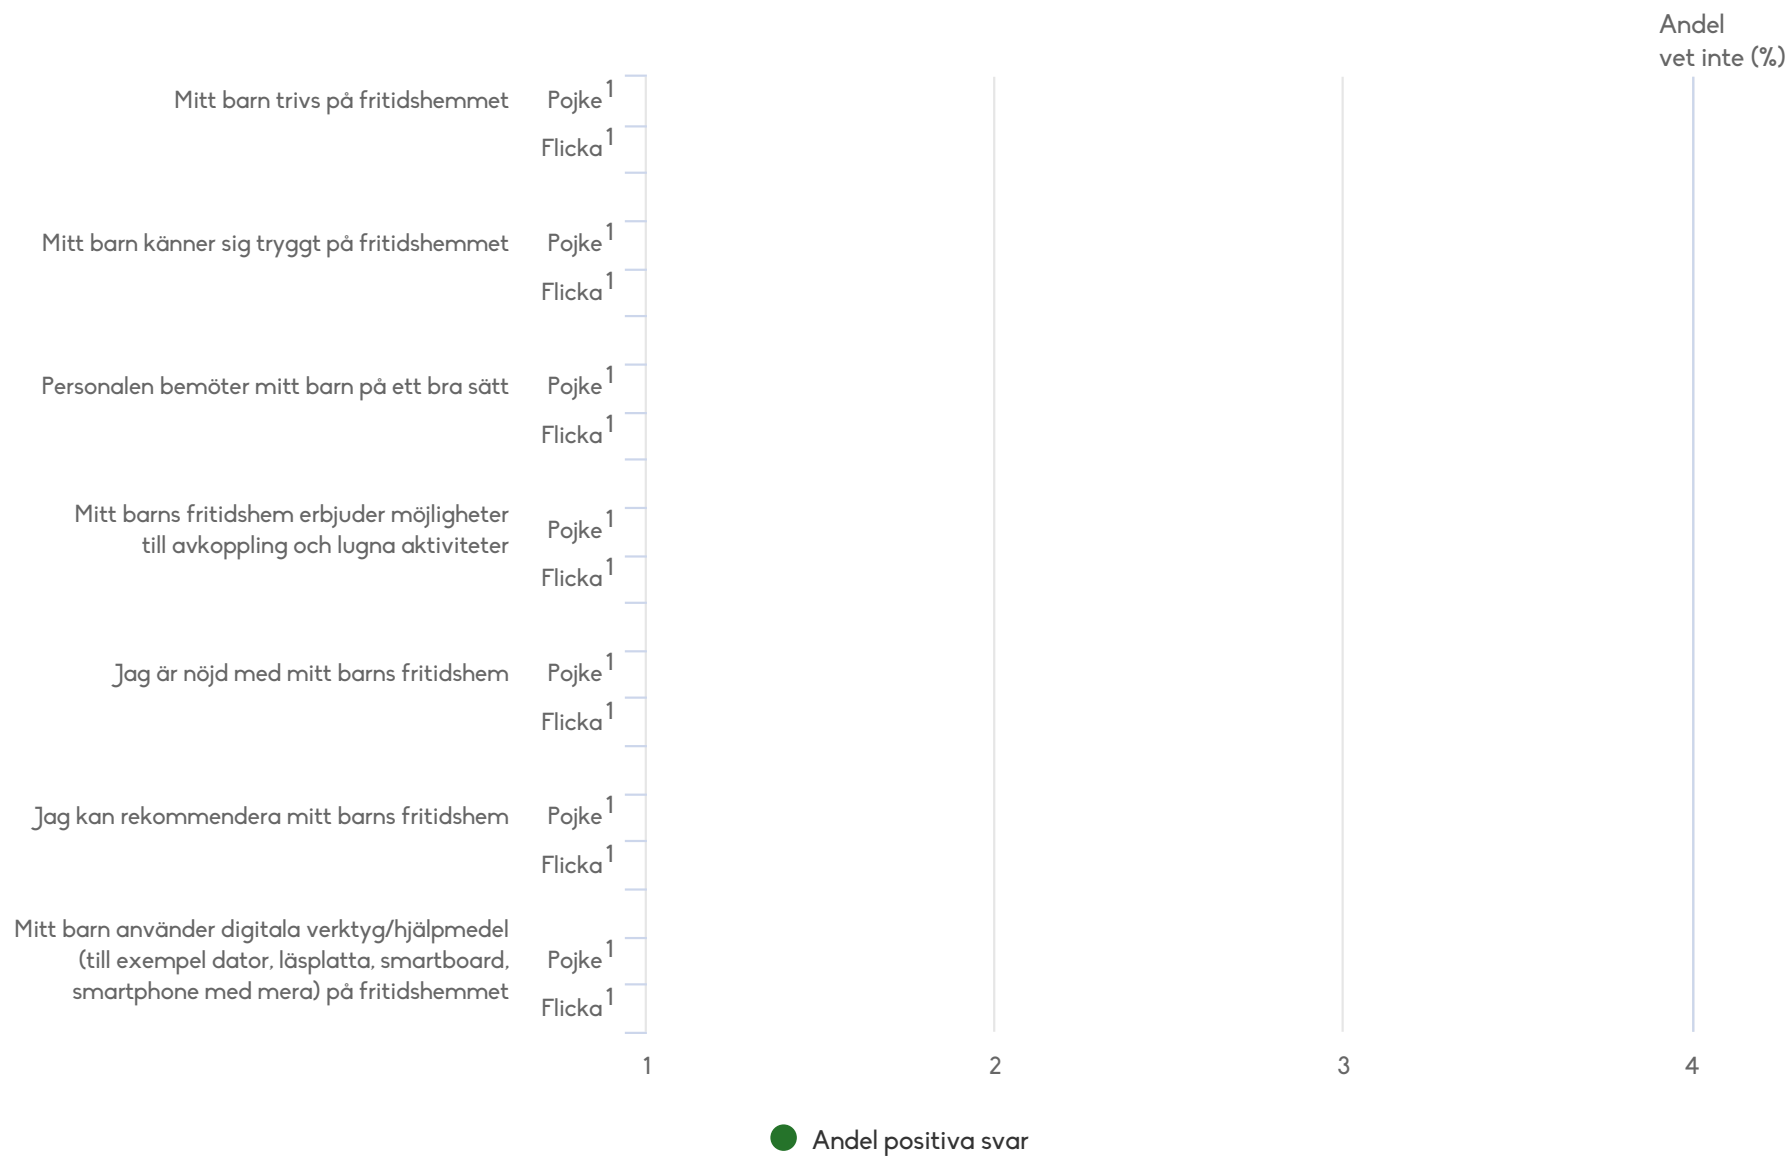 Andel
vet inte (%)
Mitt barn trivs på fritidshemmet Pojke¹
Flicka¹
Mitt barn känner sig tryggt på fritidshemmet Pojke¹
Flicka¹
Personalen bemöter mitt barn på ett bra sätt Pojke¹
Flicka¹
Mitt barns fritidshem erbjuder möjligheter
till avkoppling och lugna aktiviteter
Pojke¹
Flicka¹
Jag är nöjd med mitt barns fritidshem Pojke¹
Flicka¹
Jag kan rekommendera mitt barns fritidshem Pojke¹
Flicka¹
Mitt barn använder digitala verktyg/hjälpmedel
(till exempel dator, läsplatta, smartboard,
smartphone med mera) på fritidshemmet
Pojke¹
Flicka¹
1 2 3 4
Andel positiva svar